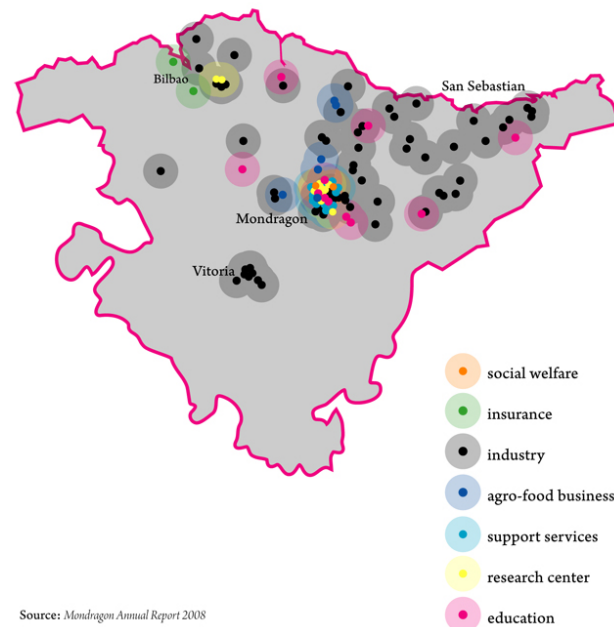 Bilbao
San Sebastian
Mondragon
Vitoria
social welfare
insurance
industry
agro-food business
support services
research center
education
Source: Mondragon Annual Report 2008